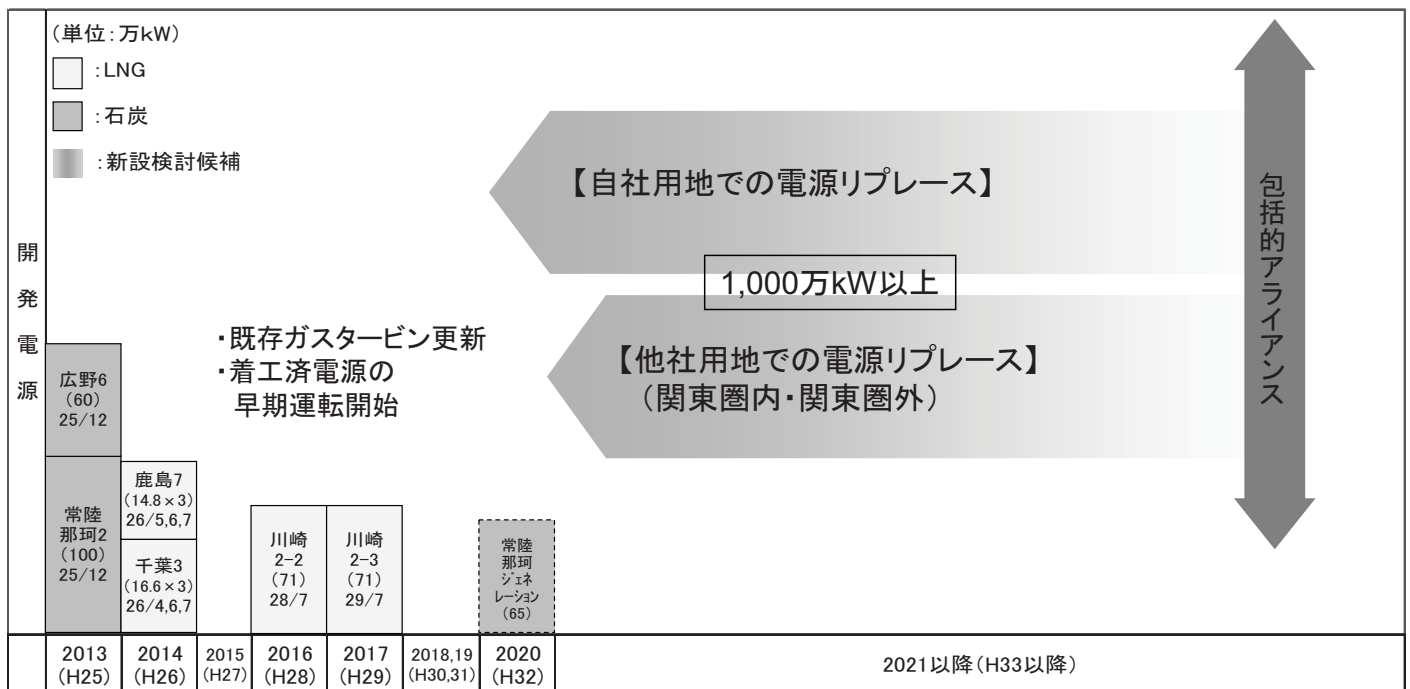 (単位:万kW)
:LNG
:石炭
:新設検討候補
開発電源
【自社用地での電源リプレース】
1,000万kW以上
【他社用地での電源リプレース】
(関東圏内・関東圏外)
包括的アライアンス
・既存ガスタービン更新
・着工済電源の
早期運転開始
広野6
(60)
25/12
常陸
那珂2
(100)
25/12
鹿島7
(14.8×3)
26/5,6,7
千葉3
(16.6×3)
26/4,6,7
川崎
2-2
(71)
28/7
川崎
2-3
(71)
29/7
常陸
那珂
ジェネ
レーション
(65)
2013
(H25)
2014
(H26)
2015
(H27)
2016
(H28)
2017
(H29)
2018,19
(H30,31)
2020
(H32)
2021以降(H33以降)